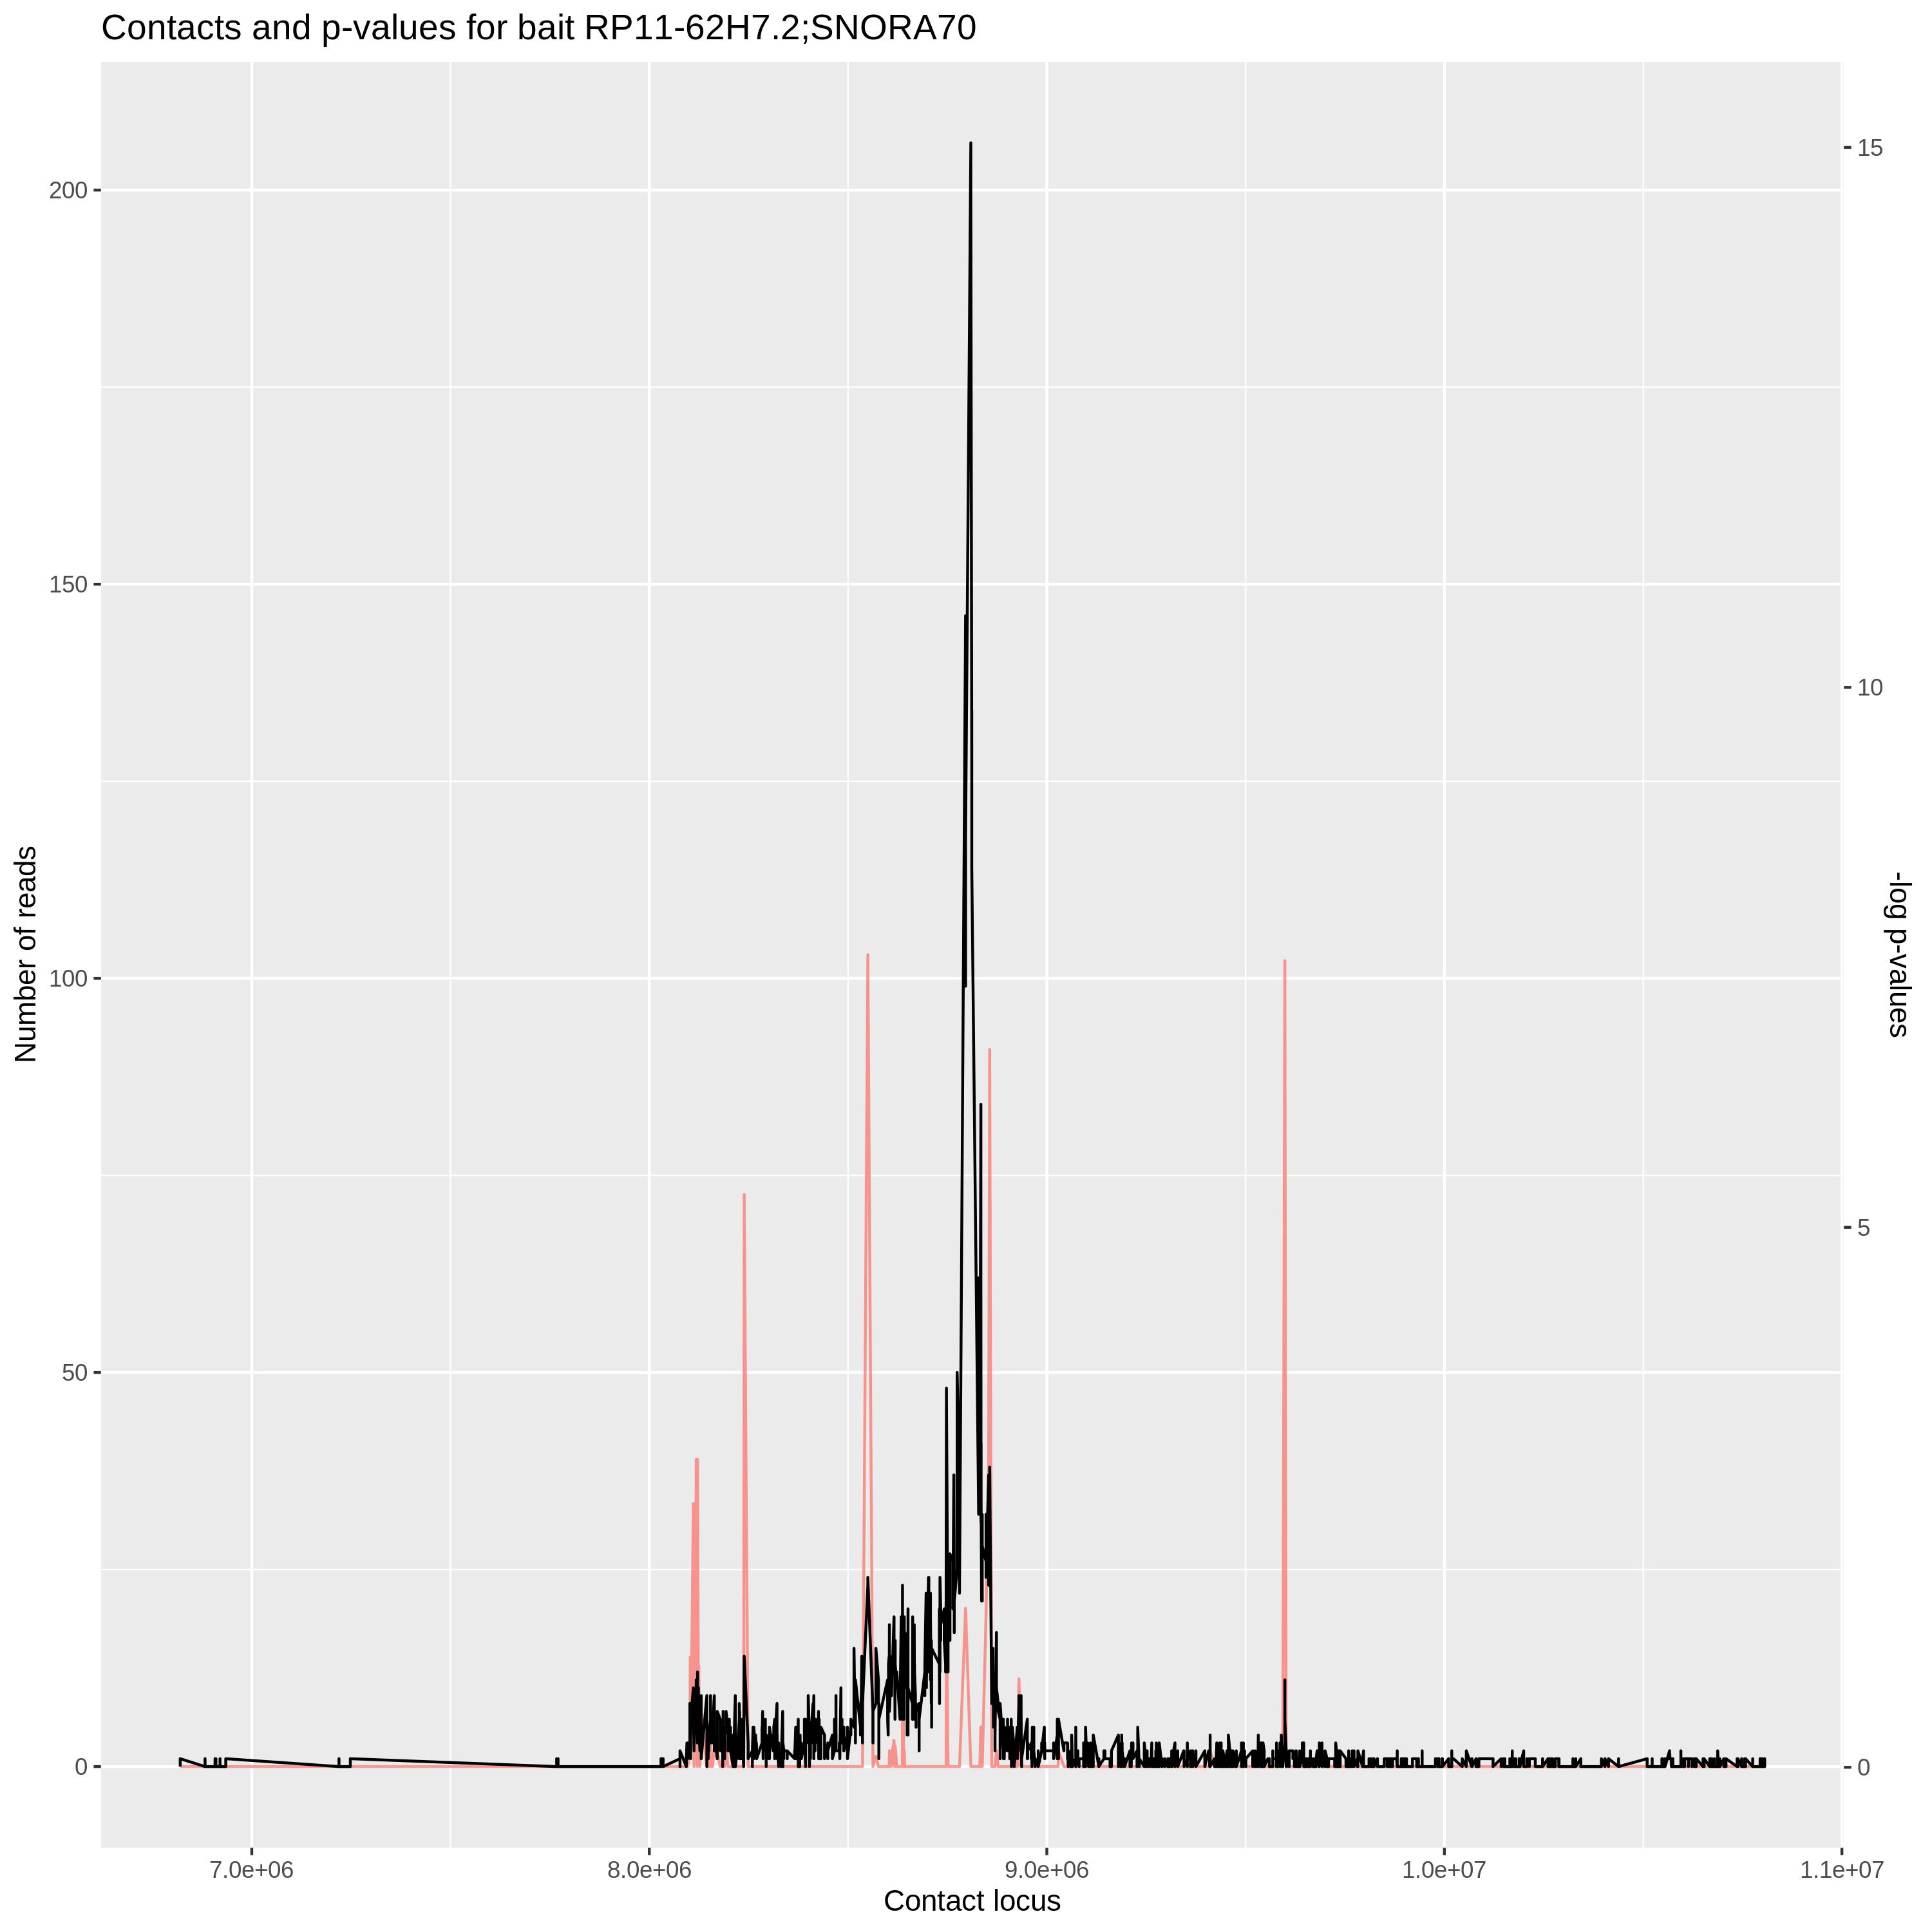 Contacts and p-values for bait RP11-62H7.2;SNORA70
200
150
100
50
0
Number of reads
15
10
5
0
-log p-values
7.0e+06
8.0e+06
9.0e+06
1.0e+07
1.1e+07
Contact locus